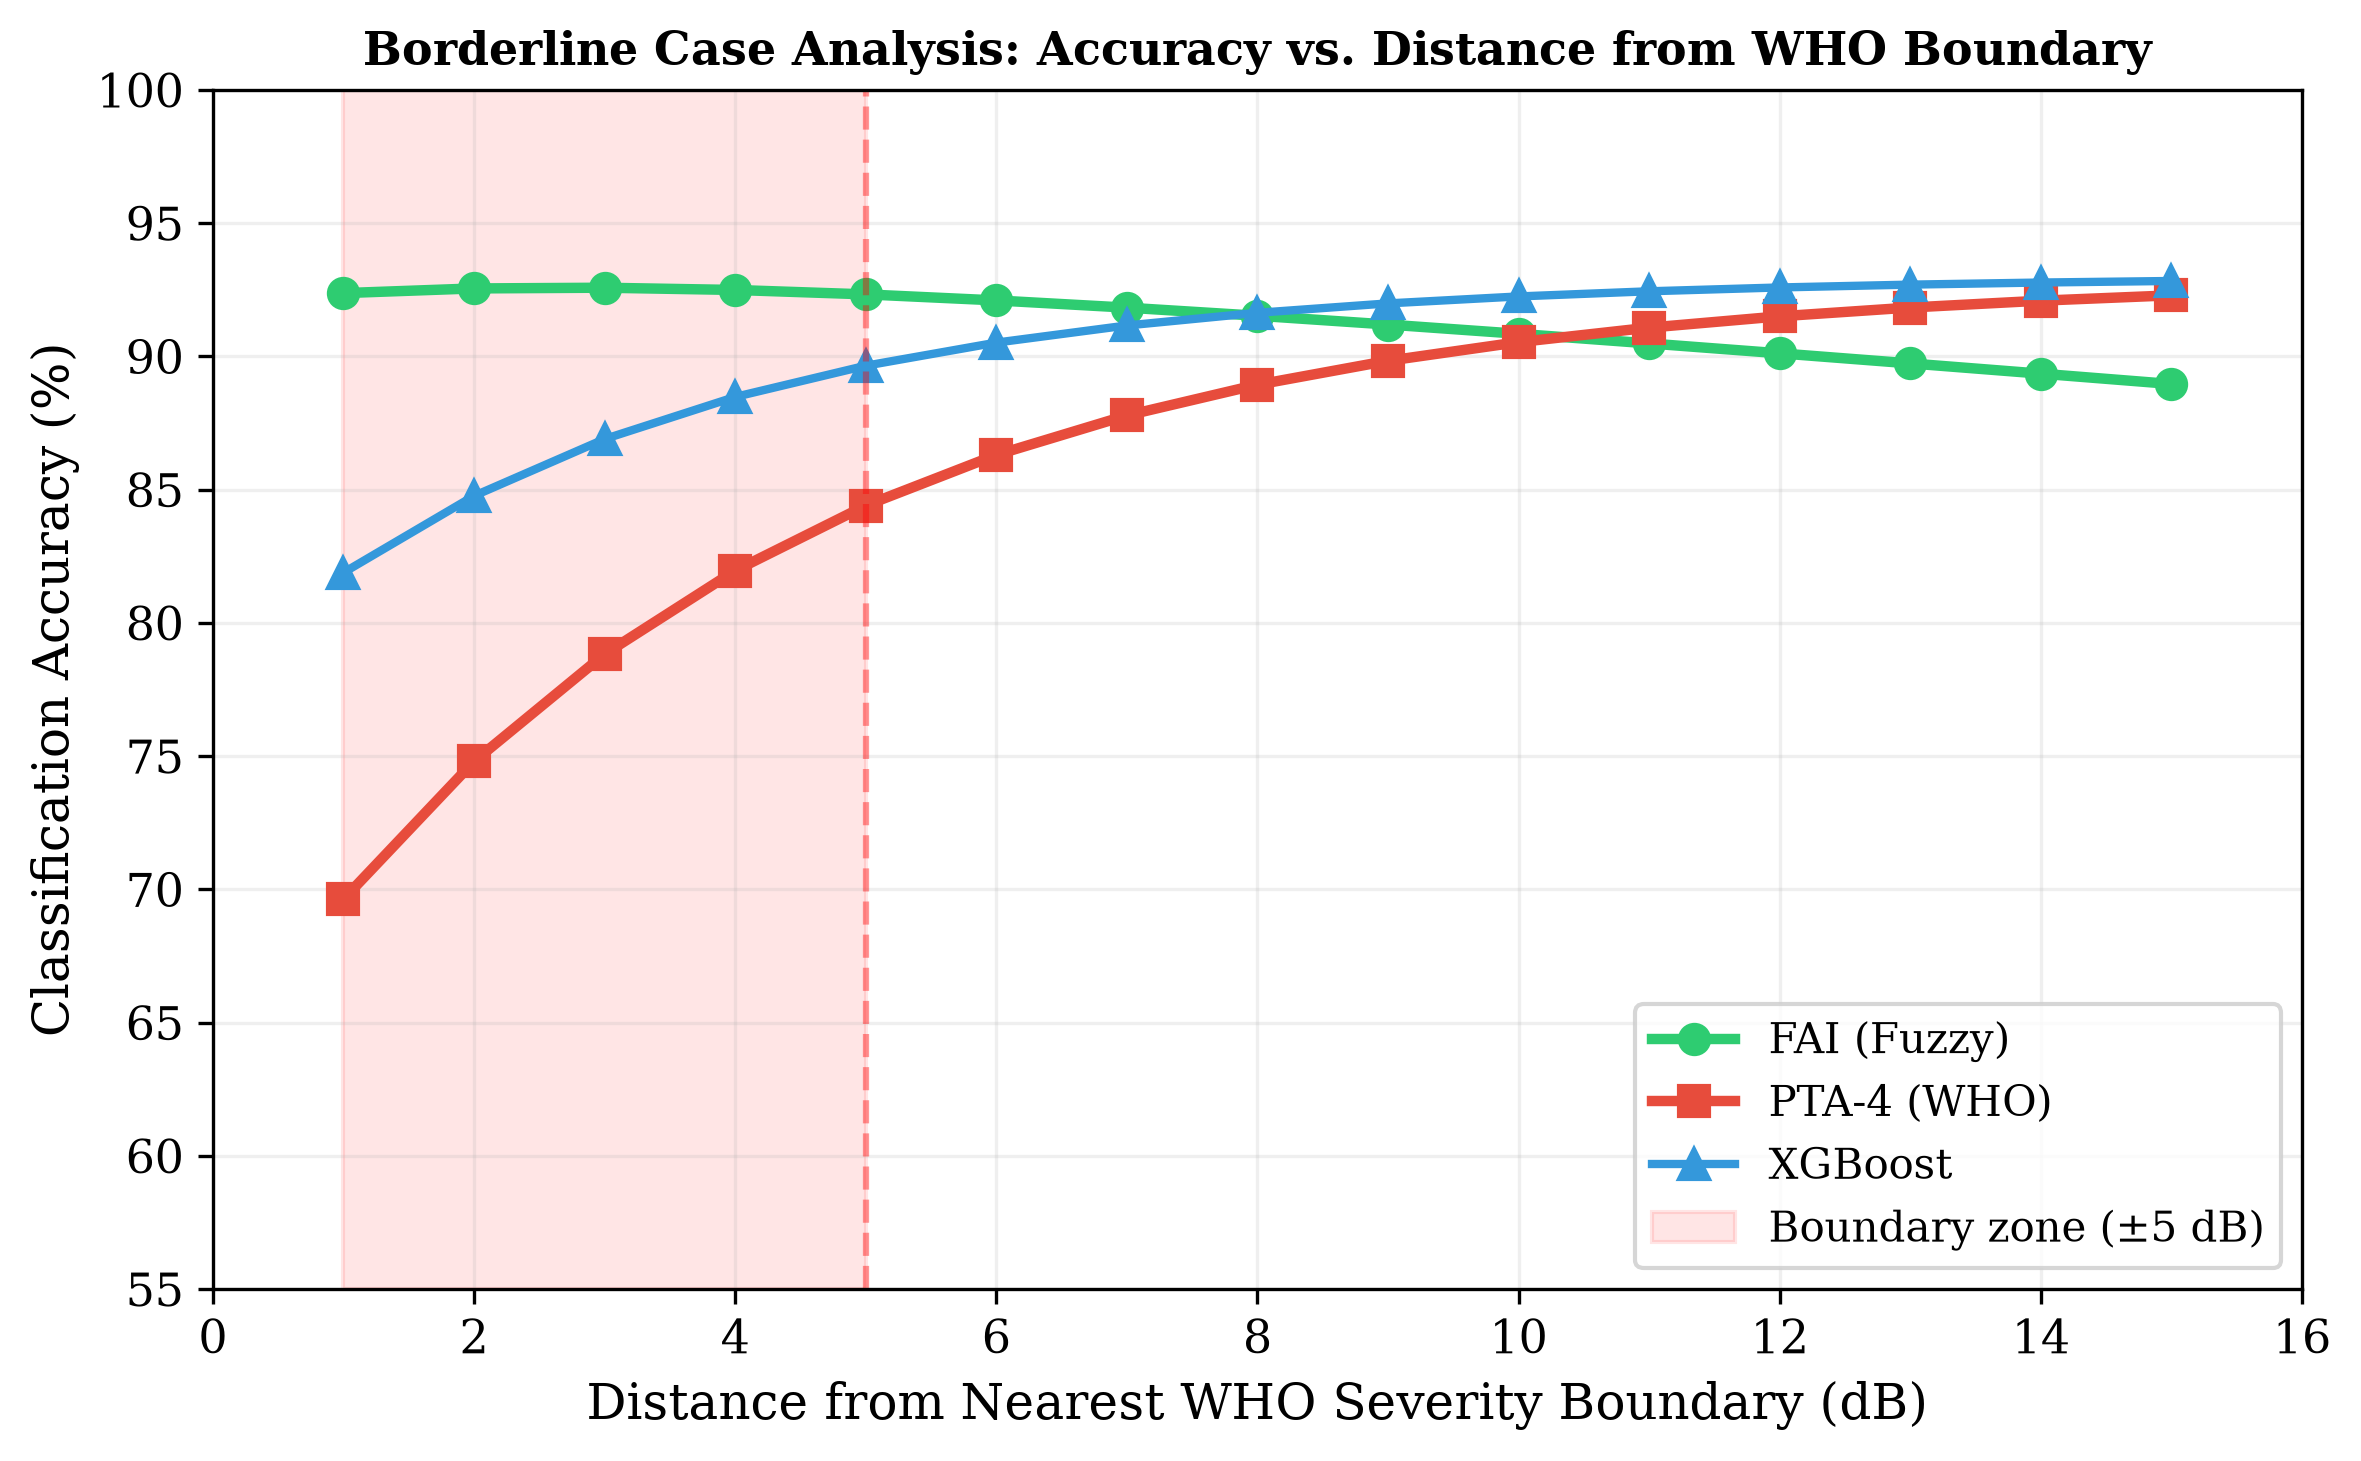 Borderline Case Analysis: Accuracy vs. Distance from WHO Boundary
Classification Accuracy (%)
100
95
90
85
80
75
70
65
60
55
0 2 4 6 8 10 12 14 16
Distance from Nearest WHO Severity Boundary (dB)
FAI (Fuzzy)
PTA-4 (WHO)
XGBoost
Boundary zone (±5 dB)